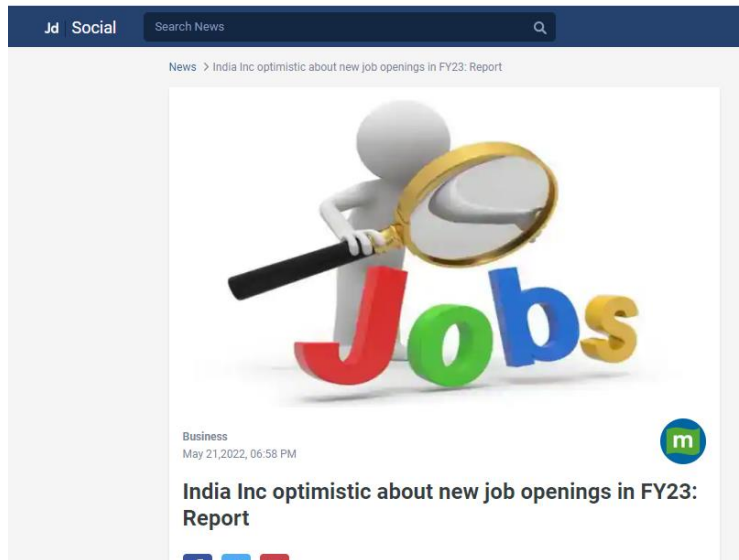 Jd Social
Search News
News > India Inc optimistic about new job openings in FY23: Report
Jobs
m
Business
May 21,2022, 06:58 PM
India Inc optimistic about new job openings in FY23:
Report